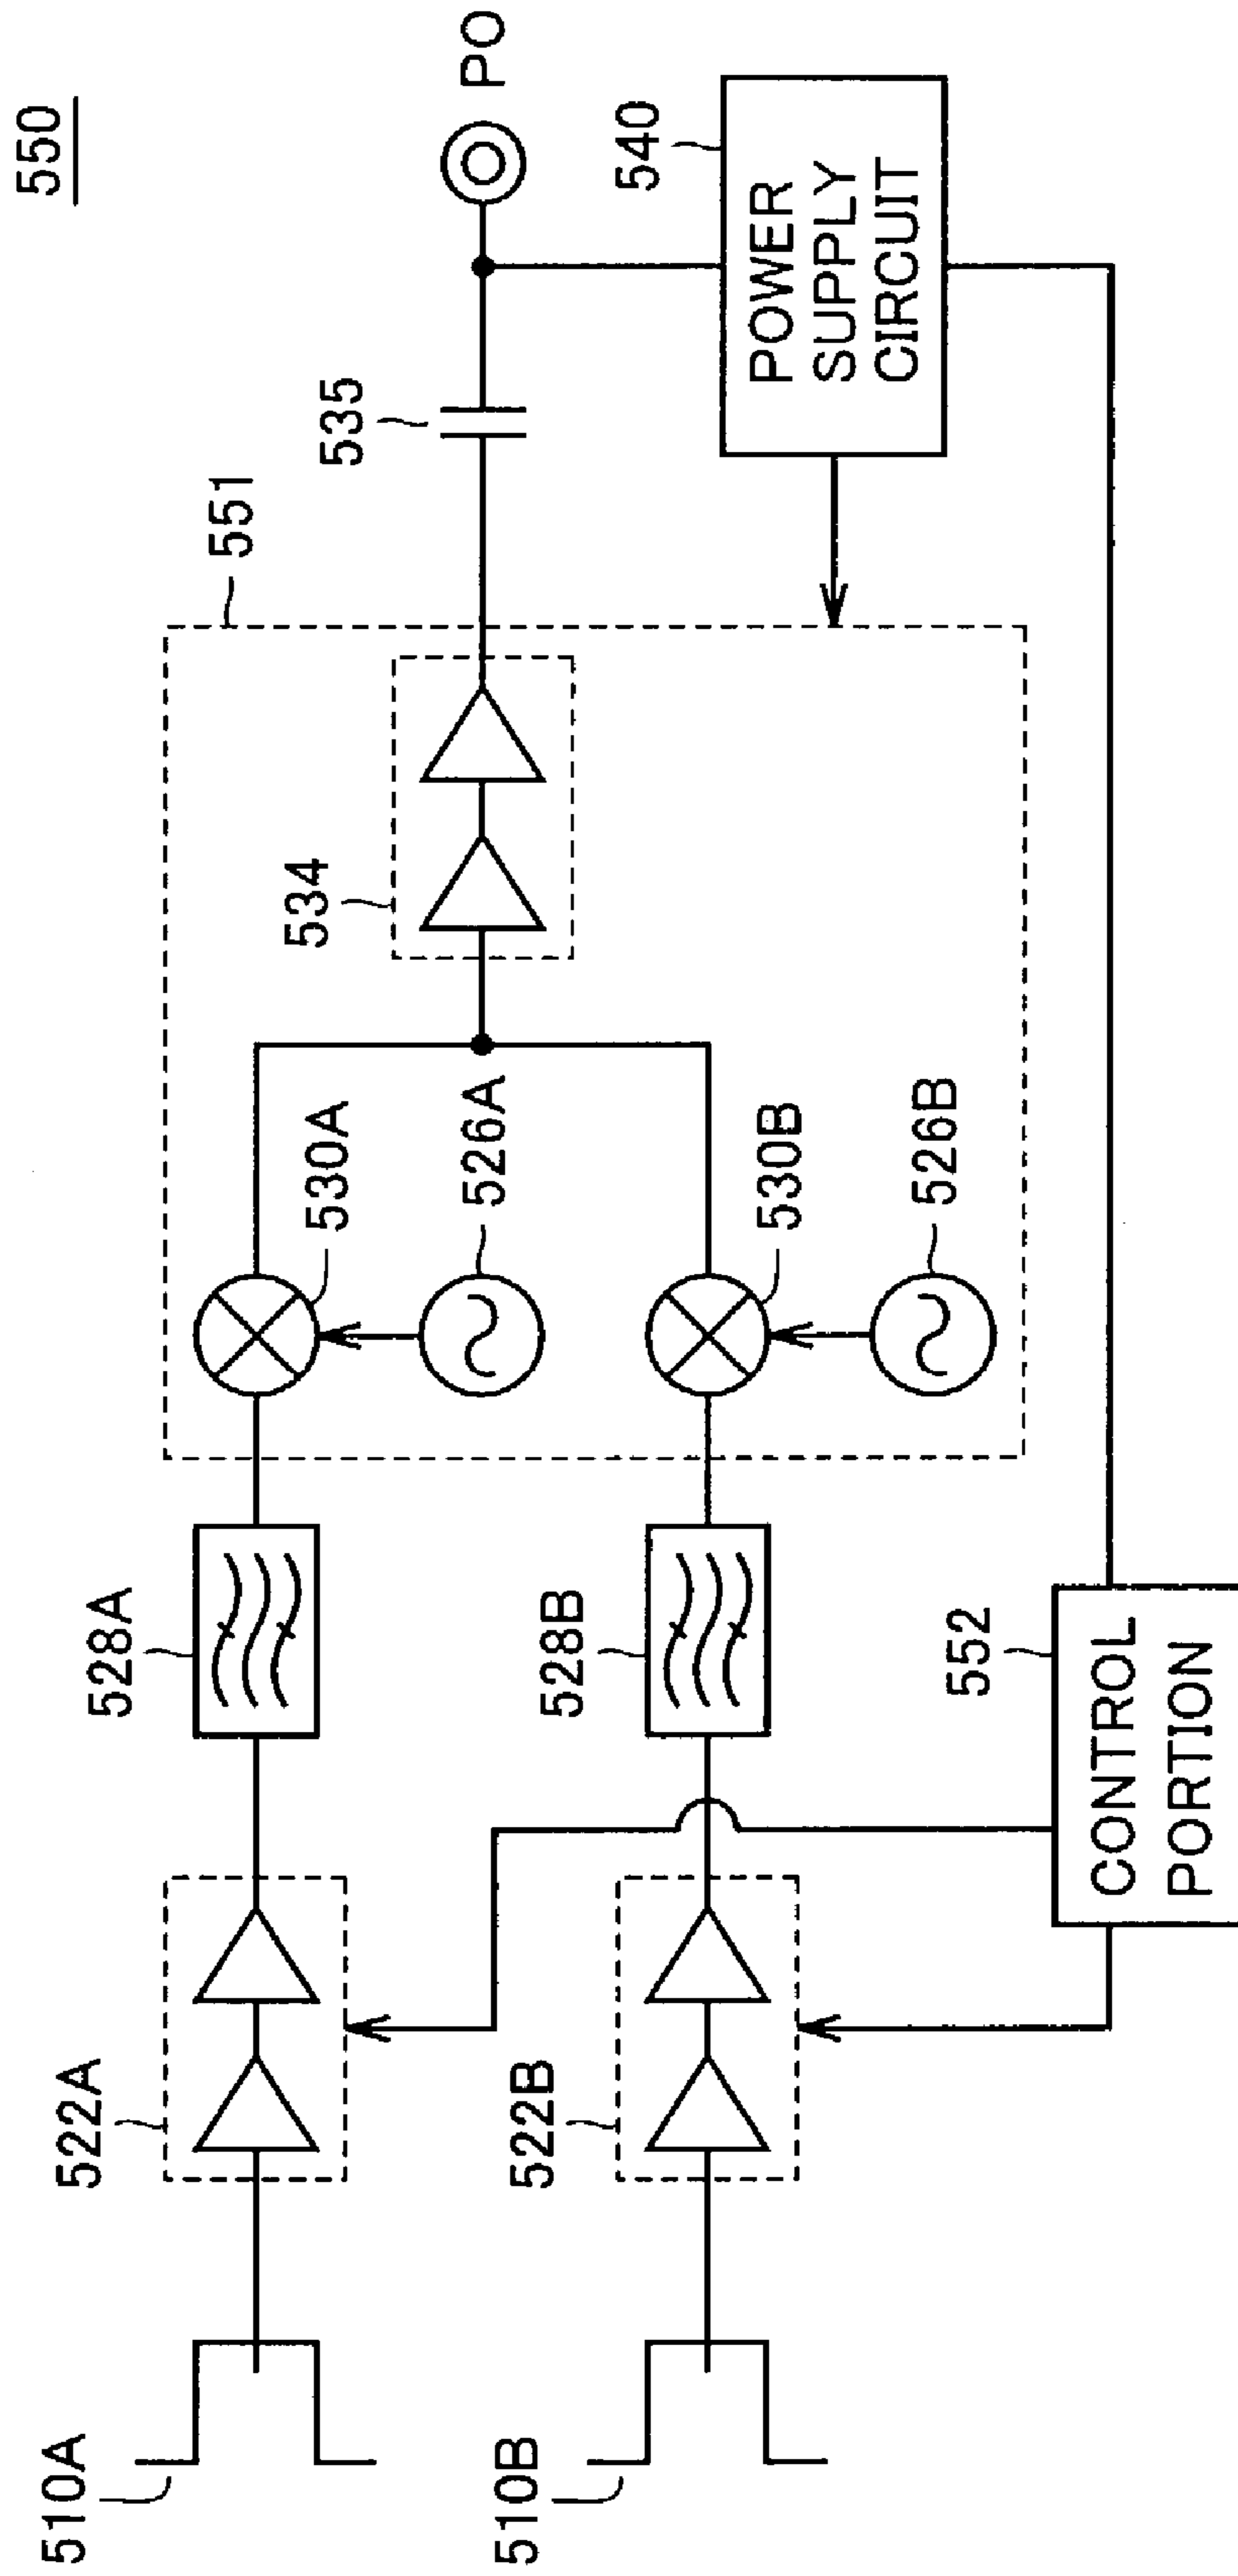 550
551
535
PO
534
540
POWER
SUPPLY
CIRCUIT
528A
530A
526A
522A
510A
528B
530B
526B
522B
510B
552
CONTROL
PORTION